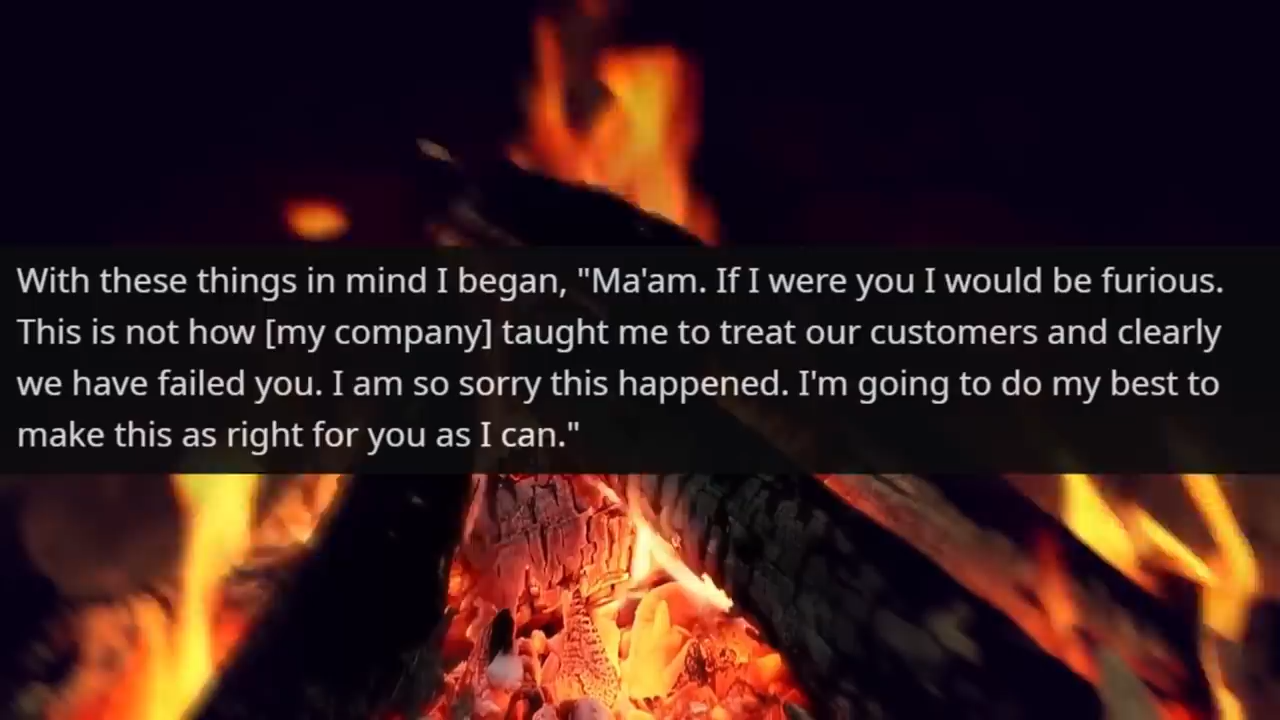 With these things in mind I began, "Ma'am. If I were you I would be furious.
This is not how [my company] taught me to treat our customers and clearly
we have failed you. I am so sorry this happened. I'm going to do my best to
make this as right for you as I can."